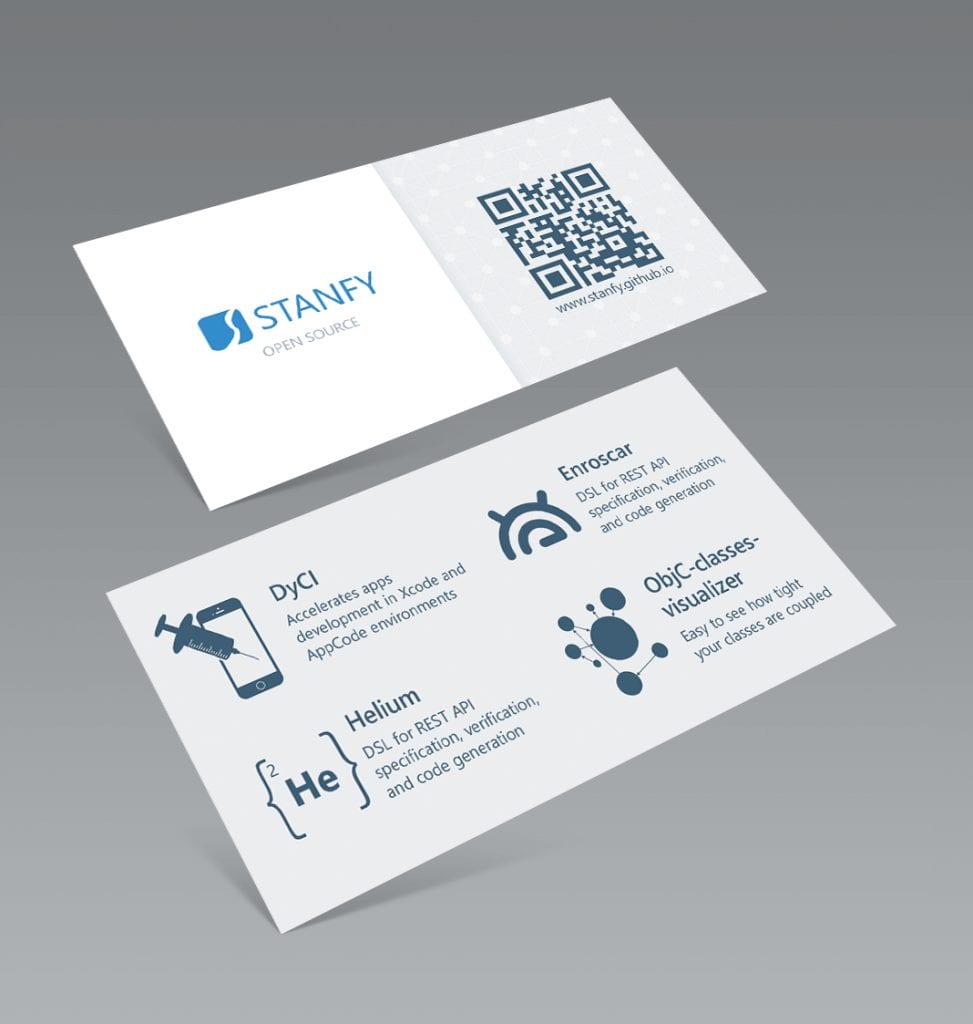 STANFY
OPEN SOURCE
www.stanfy.github.io
DyCI
Accelerates apps
development in Xcode and
AppCode environments
Enroscar
DSL for REST API
specification, verification,
and code generation
2
He
Helium
DSL for REST API
specification, verification,
and code generation
ObjC-classes-
visualizer
Easy to see how tight
your classes are coupled